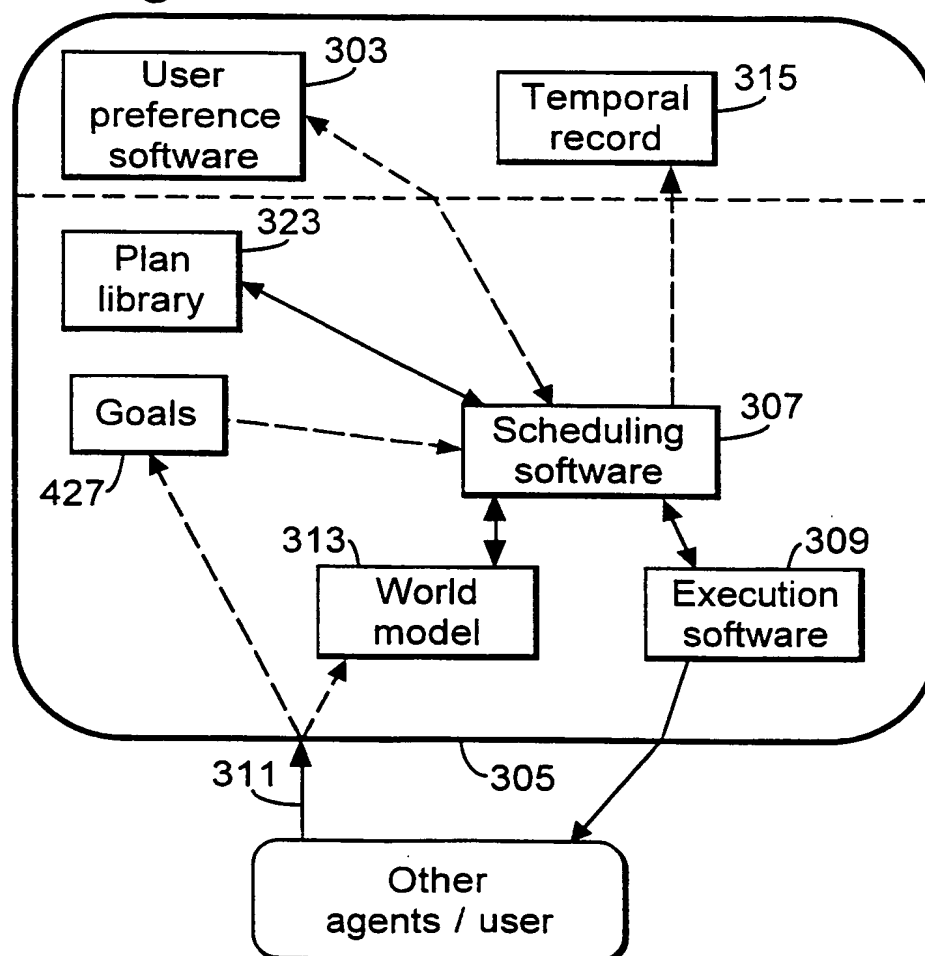 303
User
preference
software
315
Temporal
record
323
Plan
library
Goals
427
307
Scheduling
software
313
World
model
309
Execution
software
311
305
Other
agents / user